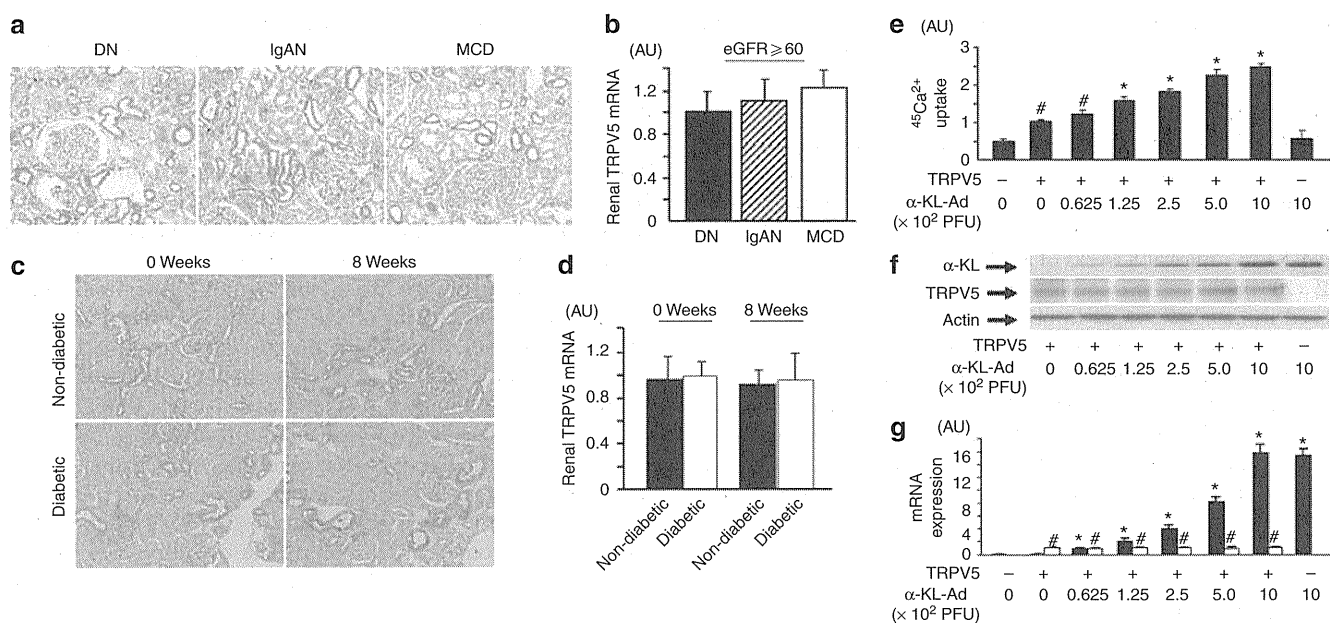 a
DN IgAN MCD
b
(AU)
eGFR ≥ 60
Renal TRPV5 mRNA
1.2
0.8
0.4
0
DN IgAN MCD
c
0 Weeks 8 Weeks
Non-diabetic
Diabetic
d
(AU)
0 Weeks 8 Weeks
Renal TRPV5 mRNA
1.2
0.8
0.4
0
Non-diabetic Diabetic Non-diabetic Diabetic
e
(AU)
45Ca2+
uptake
3
2
1
0
# # * * * *
TRPV5 − + + + + + + −
α-KL-Ad 0 0 0.625 1.25 2.5 5.0 10 10
(× 10² PFU)
f
α-KL
TRPV5
Actin
TRPV5 + + + + + + −
α-KL-Ad 0 0.625 1.25 2.5 5.0 10 10
(× 10² PFU)
g
(AU)
mRNA
expression
16
12
8
4
0
# * # * # * # * # * # *
TRPV5 − + + + + + + −
α-KL-Ad 0 0 0.625 1.25 2.5 5.0 10 10
(× 10² PFU)